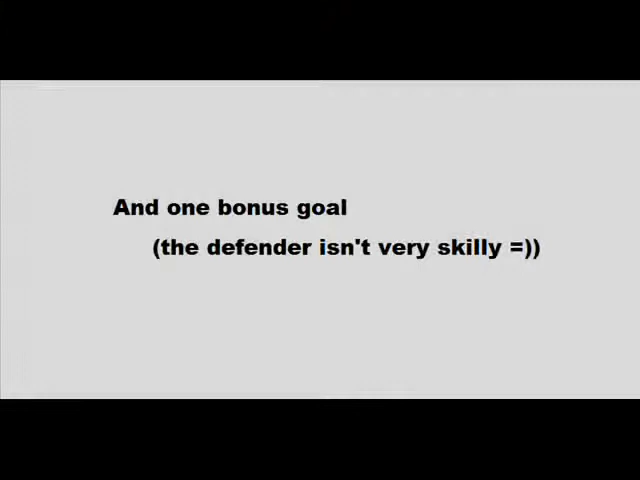 And one bonus goal
(the defender isn't very skilly =))